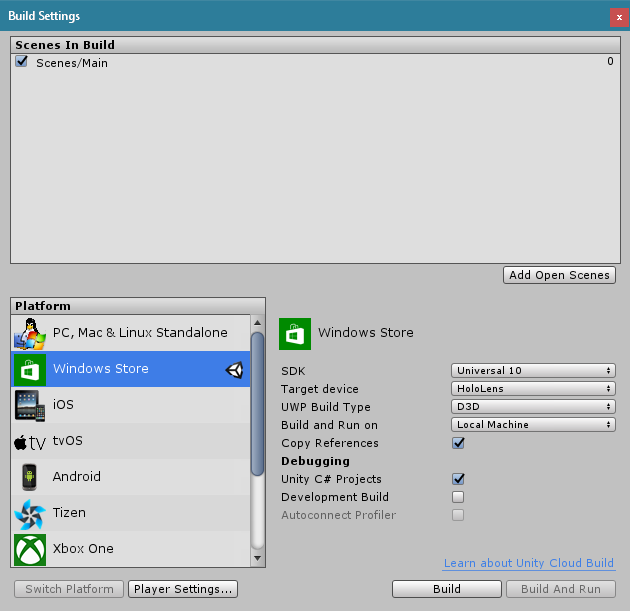 Build Settings
x
Scenes In Build
Scenes/Main 0
Add Open Scenes
Platform
PC, Mac & Linux Standalone
Windows Store
iOS
tv tvOS
Android
Tizen
Xbox One
Windows Store
SDK Universal 10
Target device HoloLens
UWP Build Type D3D
Build and Run on Local Machine
Copy References
Debugging
Unity C# Projects
Development Build
Autoconnect Profiler
Learn about Unity Cloud Build
Switch Platform Player Settings... Build Build And Run